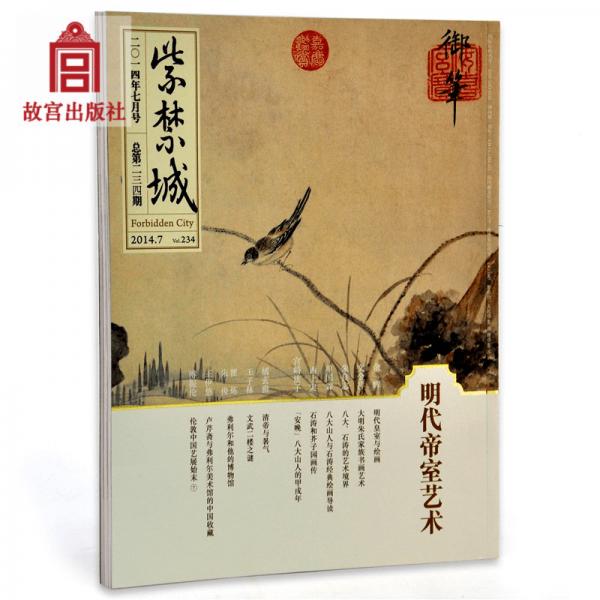 故宫出版社
二〇一四年七月号
总第二三四期
紫禁城
Forbidden City
2014.7 Vol.234
御筆
明代帝室艺术
明代皇室与绘画
大明朱氏家族书画艺术
八大、石涛的艺术境界
八大山人与石涛经典绘画导读
石涛和芥子园画传
“安晚”八大山人的甲戌年
清帝与暑气
文武二楼之谜
弗利尔和他的博物馆
卢芹斋与弗利尔美术馆的中国收藏
伦敦中国艺展始末